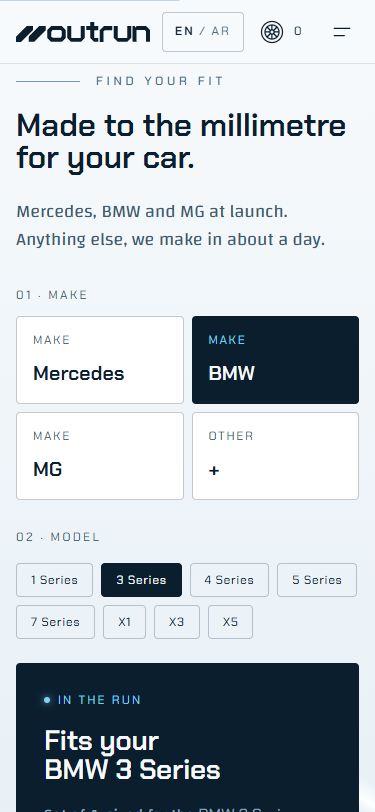 outrun
EN / AR
0
FIND YOUR FIT
Made to the millimetre
for your car.
Mercedes, BMW and MG at launch.
Anything else, we make in about a day.
01 · MAKE
MAKE
Mercedes
MAKE
BMW
MAKE
MG
OTHER
+
02 · MODEL
1 Series
3 Series
4 Series
5 Series
7 Series
X1
X3
X5
IN THE RUN
Fits your
BMW 3 Series